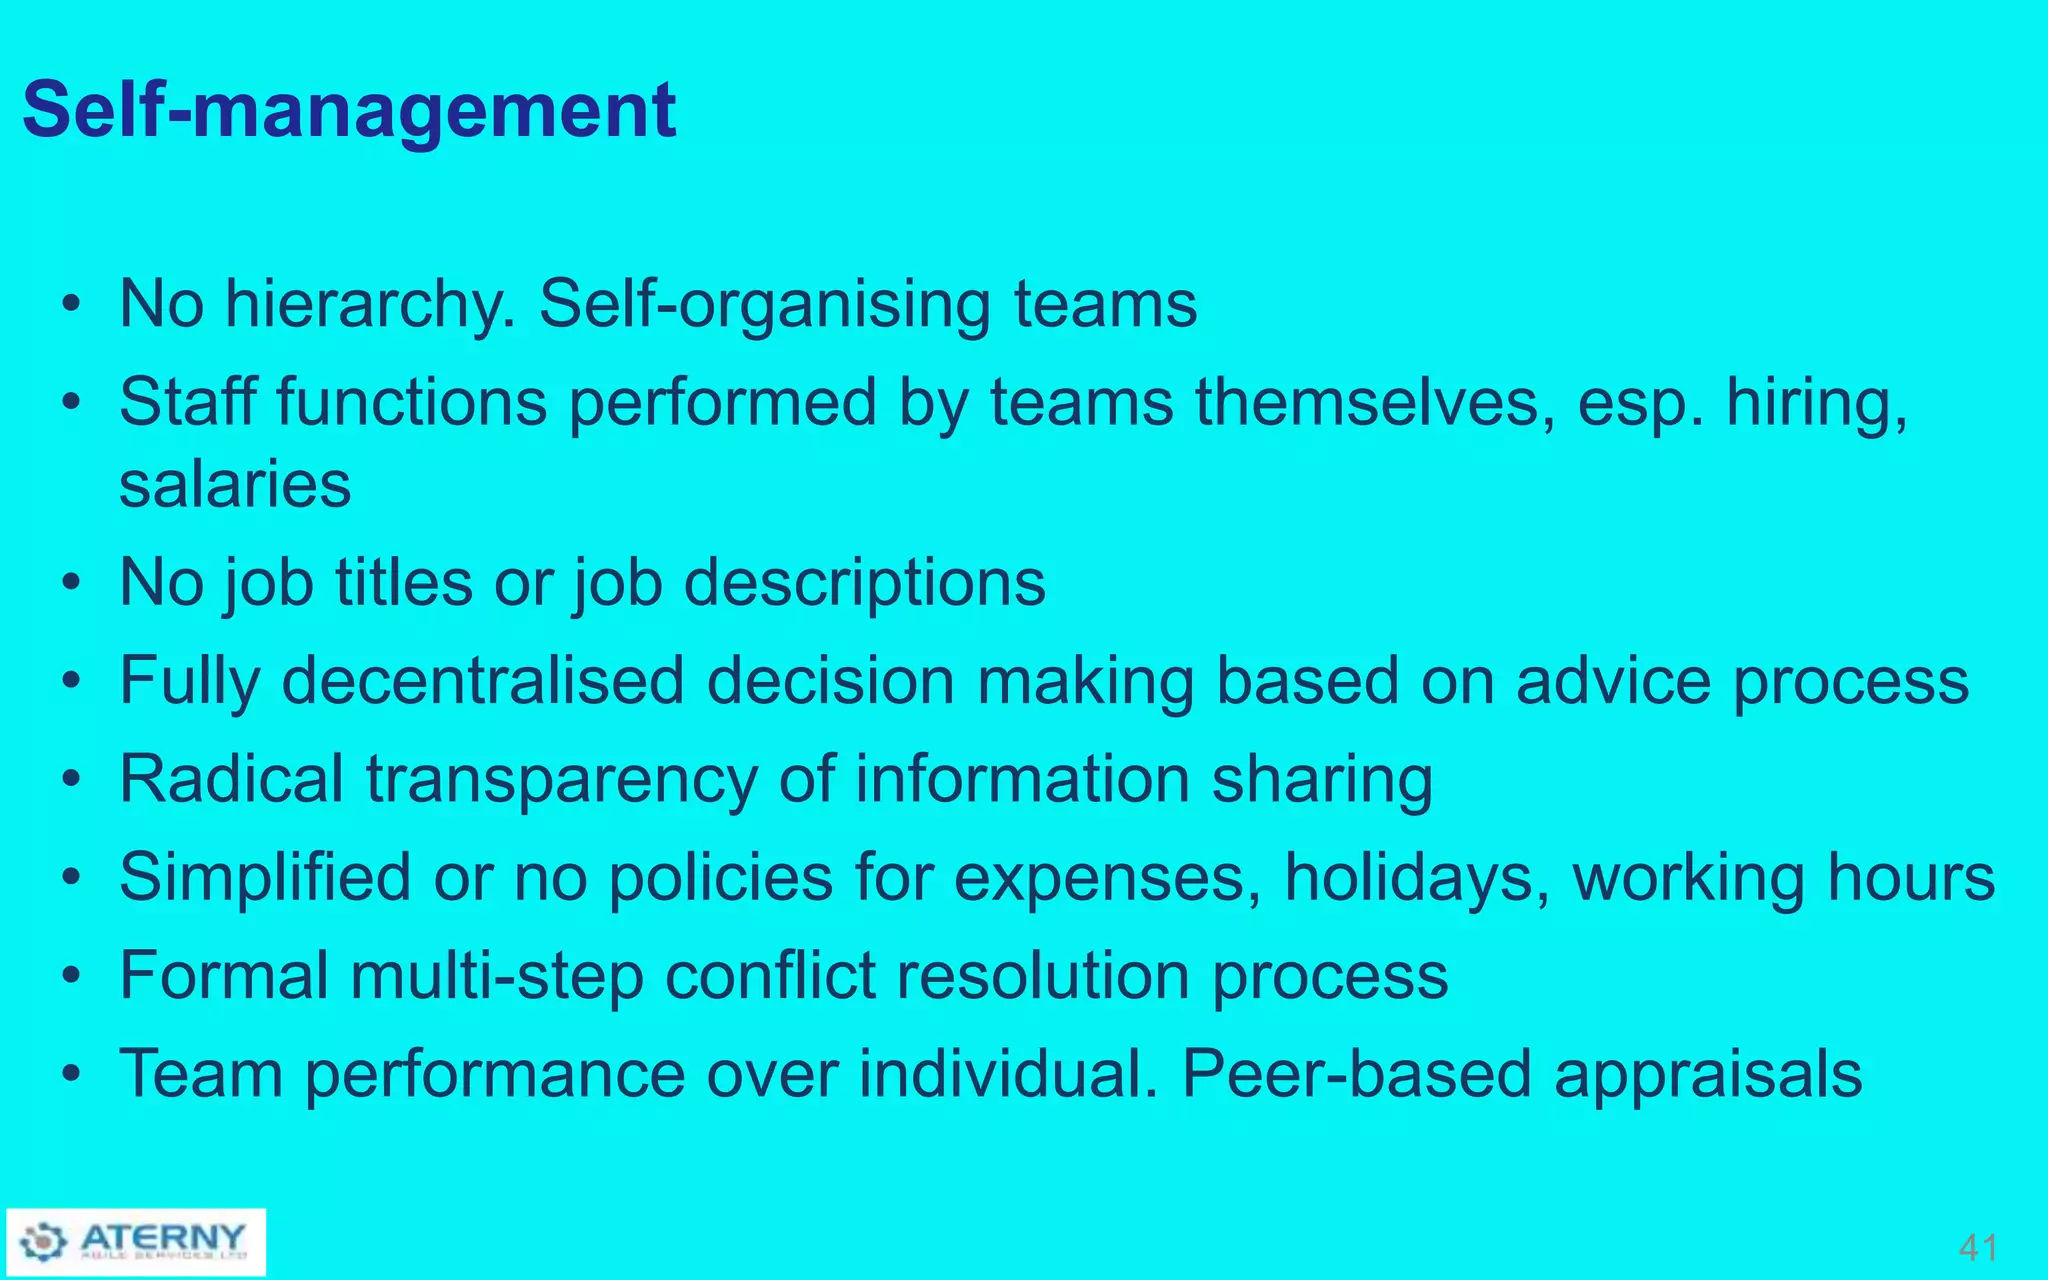 Self-management
• No hierarchy. Self-organising teams
• Staff functions performed by teams themselves, esp. hiring,
salaries
• No job titles or job descriptions
• Fully decentralised decision making based on advice process
• Radical transparency of information sharing
• Simplified or no policies for expenses, holidays, working hours
• Formal multi-step conflict resolution process
• Team performance over individual. Peer-based appraisals
ATERNY
AGILE SERVICES LTD
41